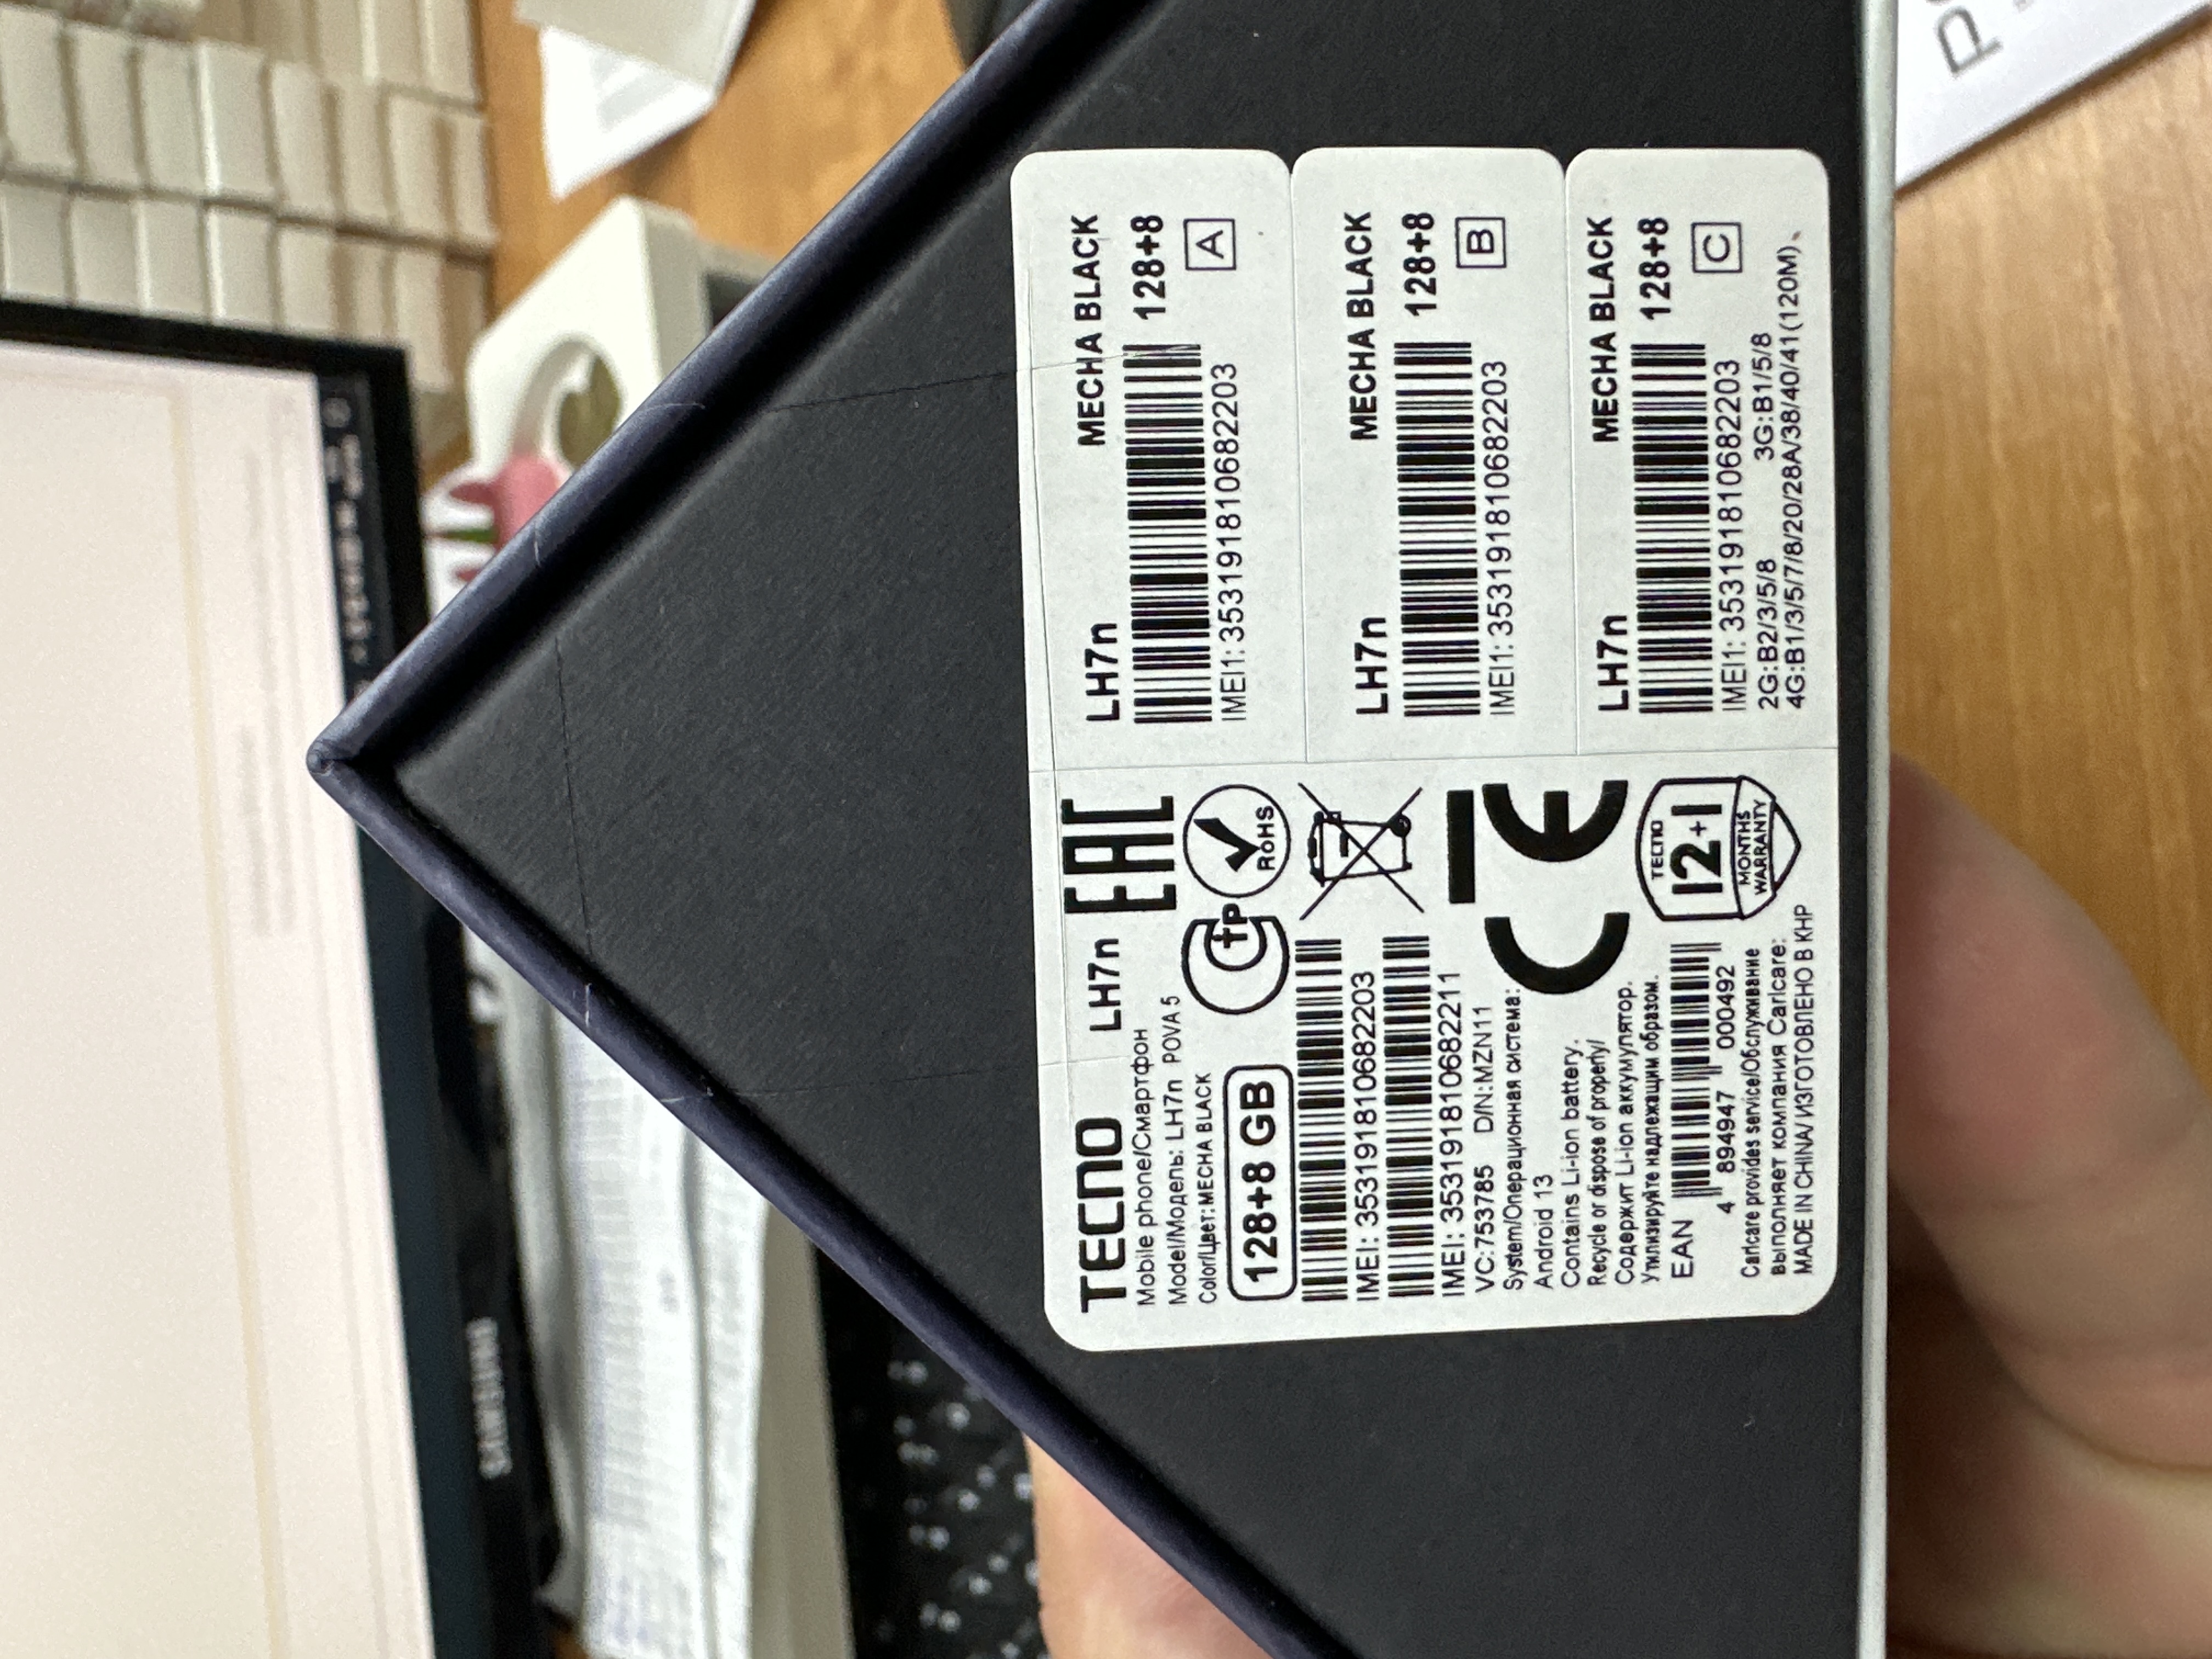 TECNO LH7n EAC
Mobile phone/Смартфон
Model/Модель: LH7n POVA 5
Color/Цвет: MECHA BLACK
128+8 GB
ROHS
IMEI: 353191810682203
IMEI: 353191810682211
VC:753785 D/N:MZN11
System/Операционная система:
Android 13
Contains Li-ion battery.
Recycle or dispose of properly/
Содержит Li-ion аккумулятор.
Утилизируйте надлежащим образом.
CE
EAN
4 894947 000492
TECNO
12+1
MONTHS
WARRANTY
Carlcare provides service/Обслуживание
выполняет компания Carlcare:
MADE IN CHINA/ ИЗГОТОВЛЕНО В КНР
LH7n MECHA BLACK
128+8
IMEI1: 353191810682203
A
LH7n MECHA BLACK
128+8
IMEI1: 353191810682203
B
LH7n MECHA BLACK
128+8
IMEI1: 353191810682203
C
2G:B2/3/5/8 3G:B1/5/8
4G:B1/3/5/7/8/20/28A/38/40/41(120M)、
SAMSUNG